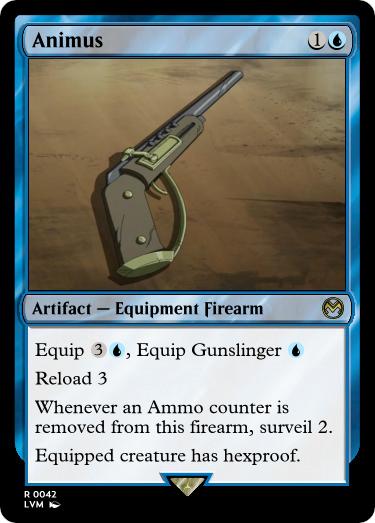 Animus 1
Artifact — Equipment Firearm
Equip 3, Equip Gunslinger
Reload 3
Whenever an Ammo counter is
removed from this firearm, surveil 2.
Equipped creature has hexproof.
R 0042
LVM